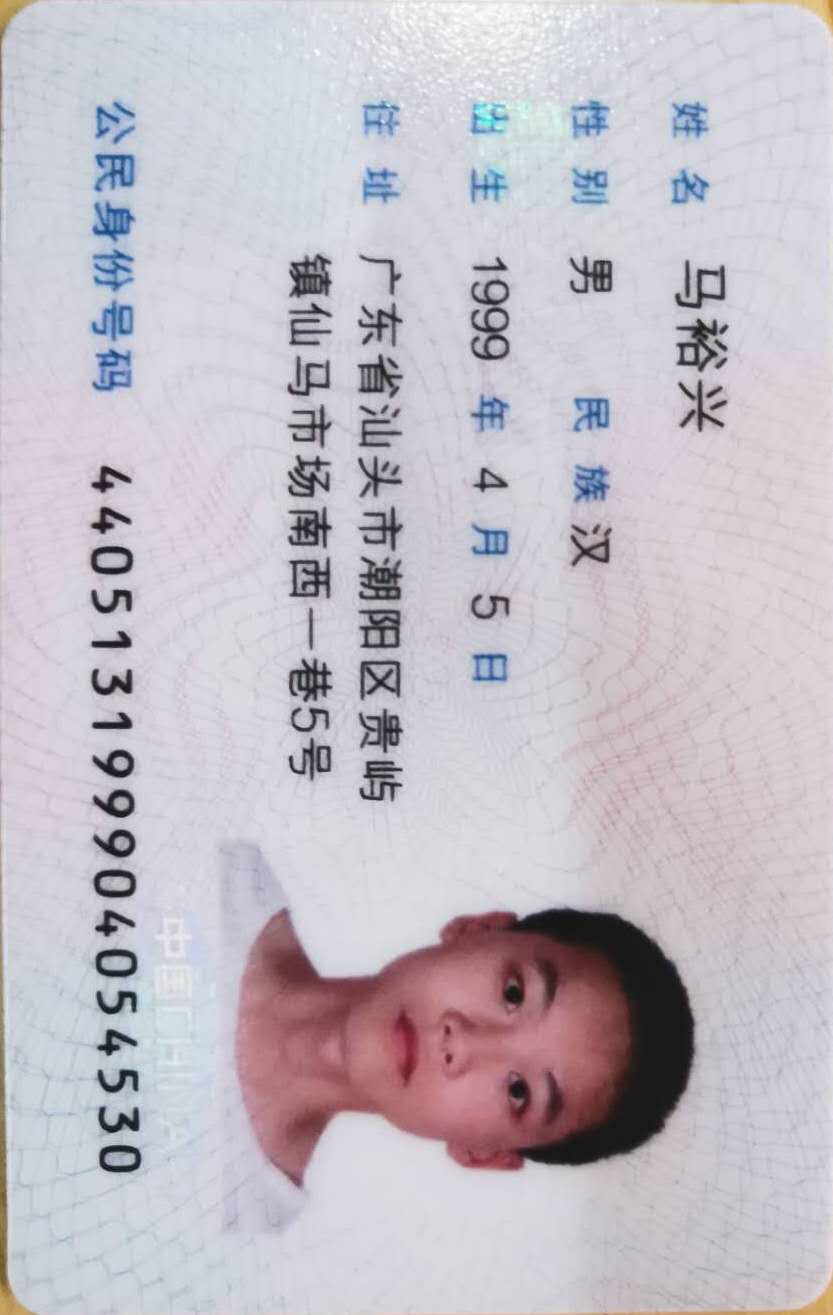 姓名 马裕兴
性别 男 民族 汉
出生 1999 年 4 月 5 日
住址 广东省汕头市潮阳区贵屿
镇仙马市场南西一巷5号
公民身份号码 440513199904054530
中国CHINA